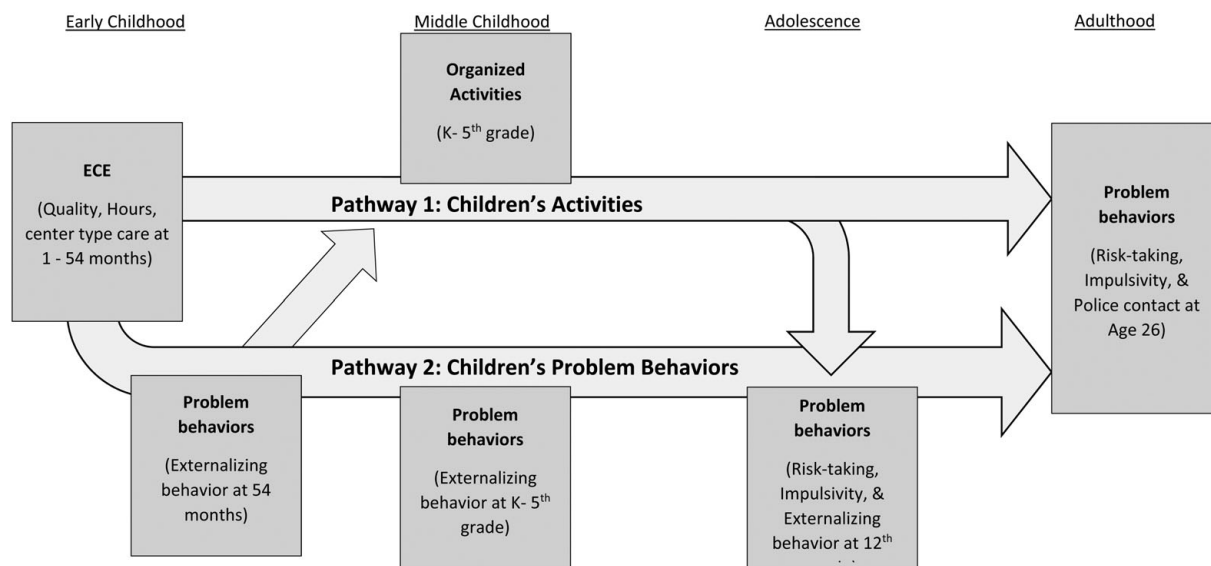 Early Childhood
Middle Childhood
Adolescence
Adulthood
Organized
Activities
(K- 5th grade)
ECE
(Quality, Hours,
center type care at
1 - 54 months)
Pathway 1: Children’s Activities
Problem
behaviors
(Risk-taking,
Impulsivity, &
Police contact at
Age 26)
Pathway 2: Children’s Problem Behaviors
Problem
behaviors
(Externalizing
behavior at 54
months)
Problem
behaviors
(Externalizing
behavior at K- 5th
grade)
Problem
behaviors
(Risk-taking,
Impulsivity, &
Externalizing
behavior at 12th